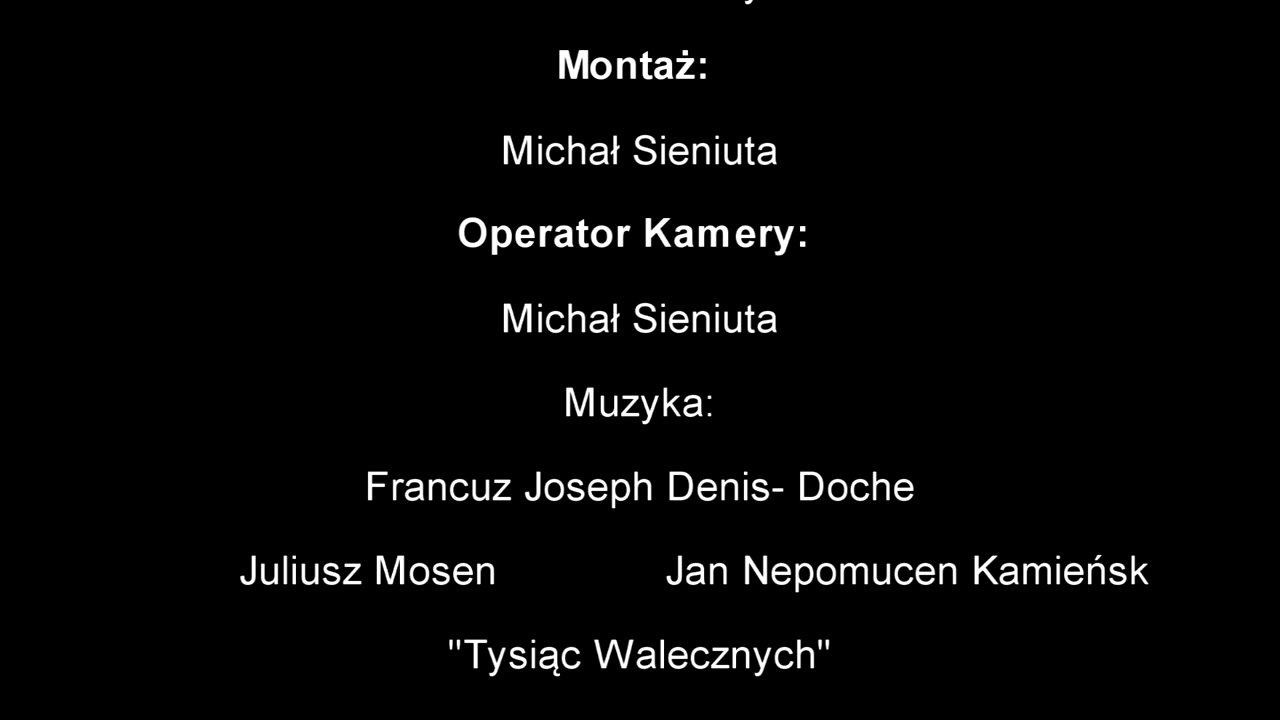 Montaż:
Michał Sieniuta
Operator Kamery:
Michał Sieniuta
Muzyka:
Francuz Joseph Denis- Doche
Juliusz Mosen Jan Nepomucen Kamieńsk
"Tysiąc Walecznych"